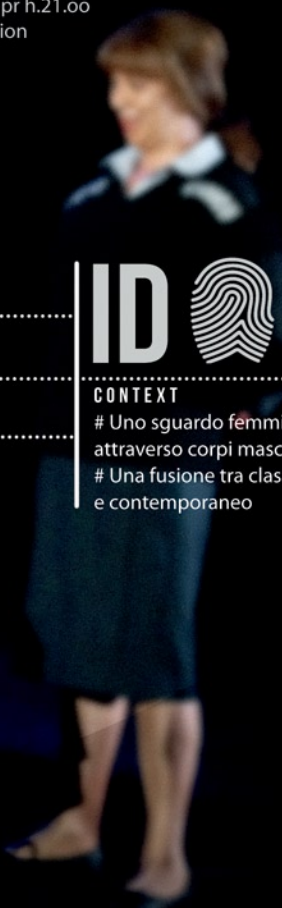 pr h.21.oo
ion
ID
CONTEXT
# Uno sguardo femmi
attraverso corpi masc
# Una fusione tra clas
e contemporaneo